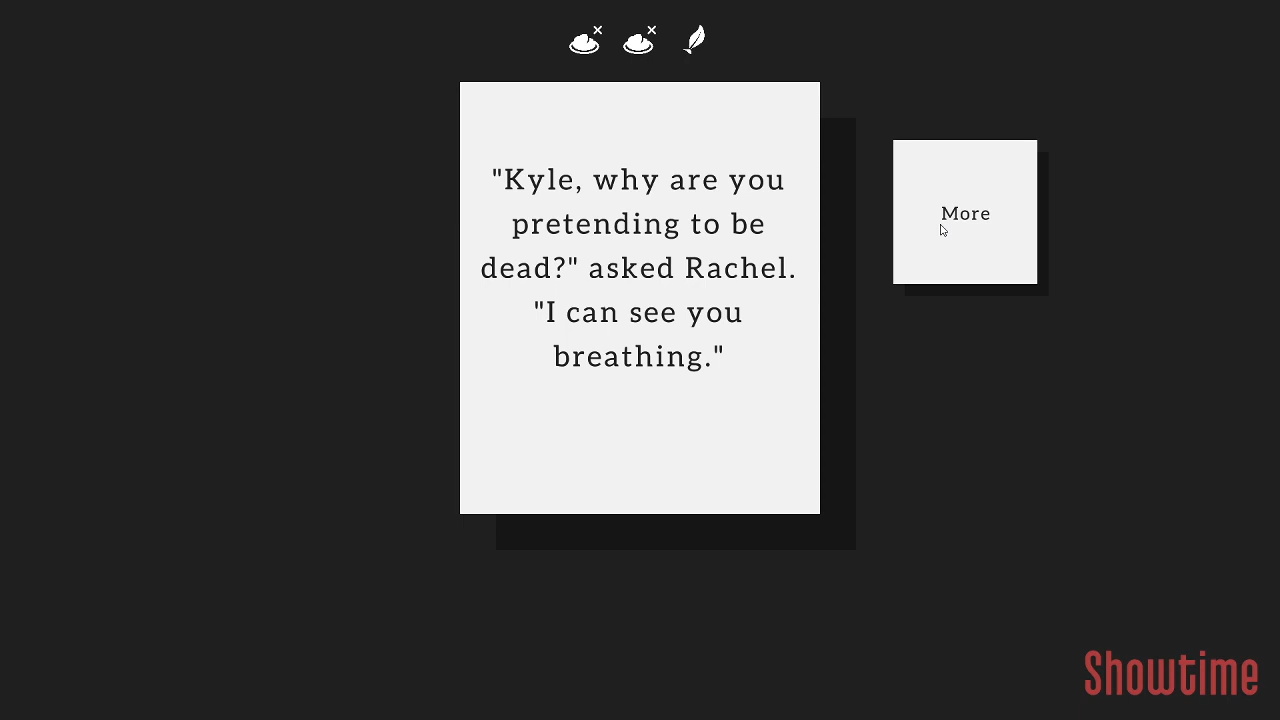 "Kyle, why are you
pretending to be
dead?" asked Rachel.
"I can see you
breathing."
More
Showtime